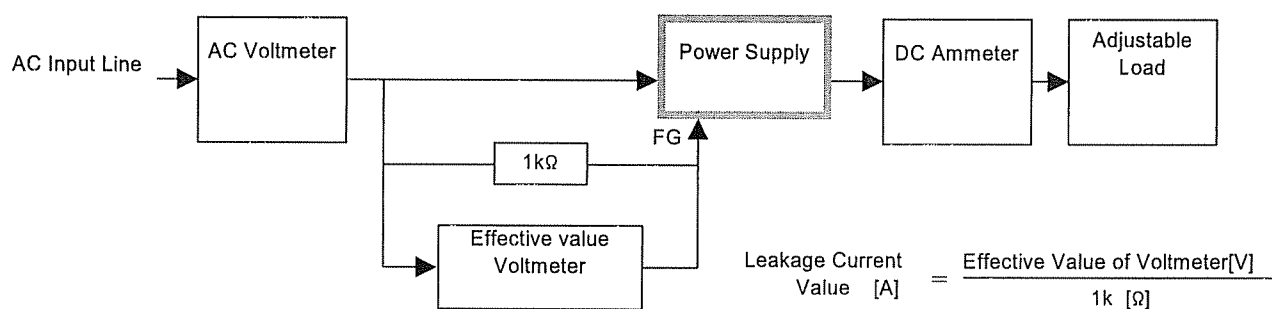 AC Input Line
AC Voltmeter
Power Supply
DC Ammeter
Adjustable
Load
FG
1kΩ
Effective value
Voltmeter
Leakage Current
Value [A]
=
Effective Value of Voltmeter[V]
1k [Ω]